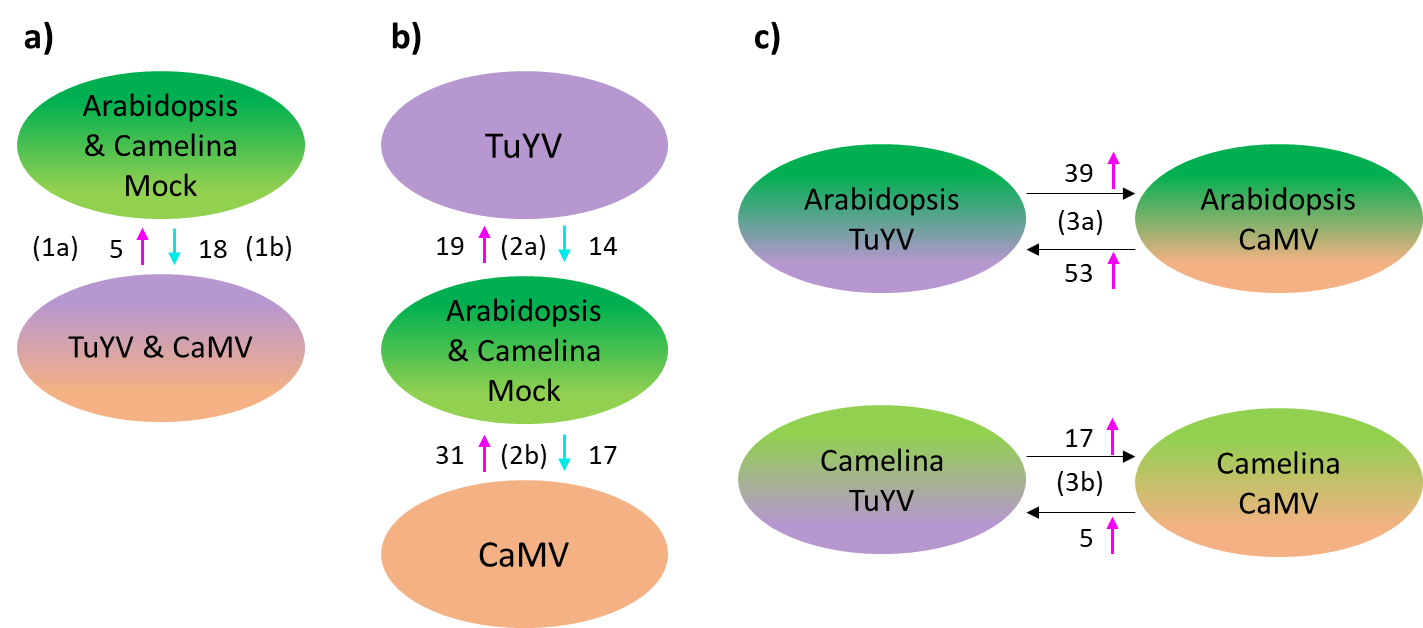 a)
Arabidopsis
& Camelina
Mock
(1a) 5 18 (1b)
TuYV & CaMV
b)
TuYV
19 (2a) 14
Arabidopsis
& Camelina
Mock
31 (2b) 17
CaMV
c)
Arabidopsis
TuYV
39
(3a)
53
Arabidopsis
CaMV
Camelina
TuYV
17
(3b)
5
Camelina
CaMV